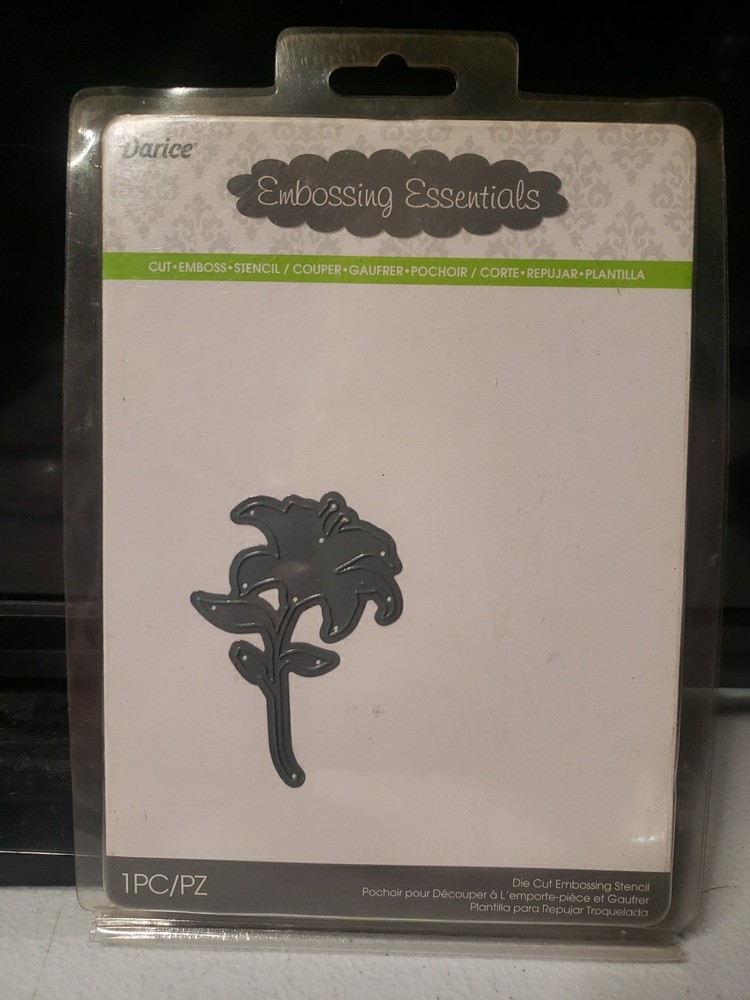 Darice®
Embossing Essentials
CUT•EMBOSS•STENCIL / COUPER•GAUFRER•POCHOIR / CORTE•REPUJAR•PLANTILLA
1PC/PZ
Die Cut Embossing Stencil
Pochoir pour Découper à L'emporte-pièce et Gaufrer
Plantilla para Repujar Troquelada